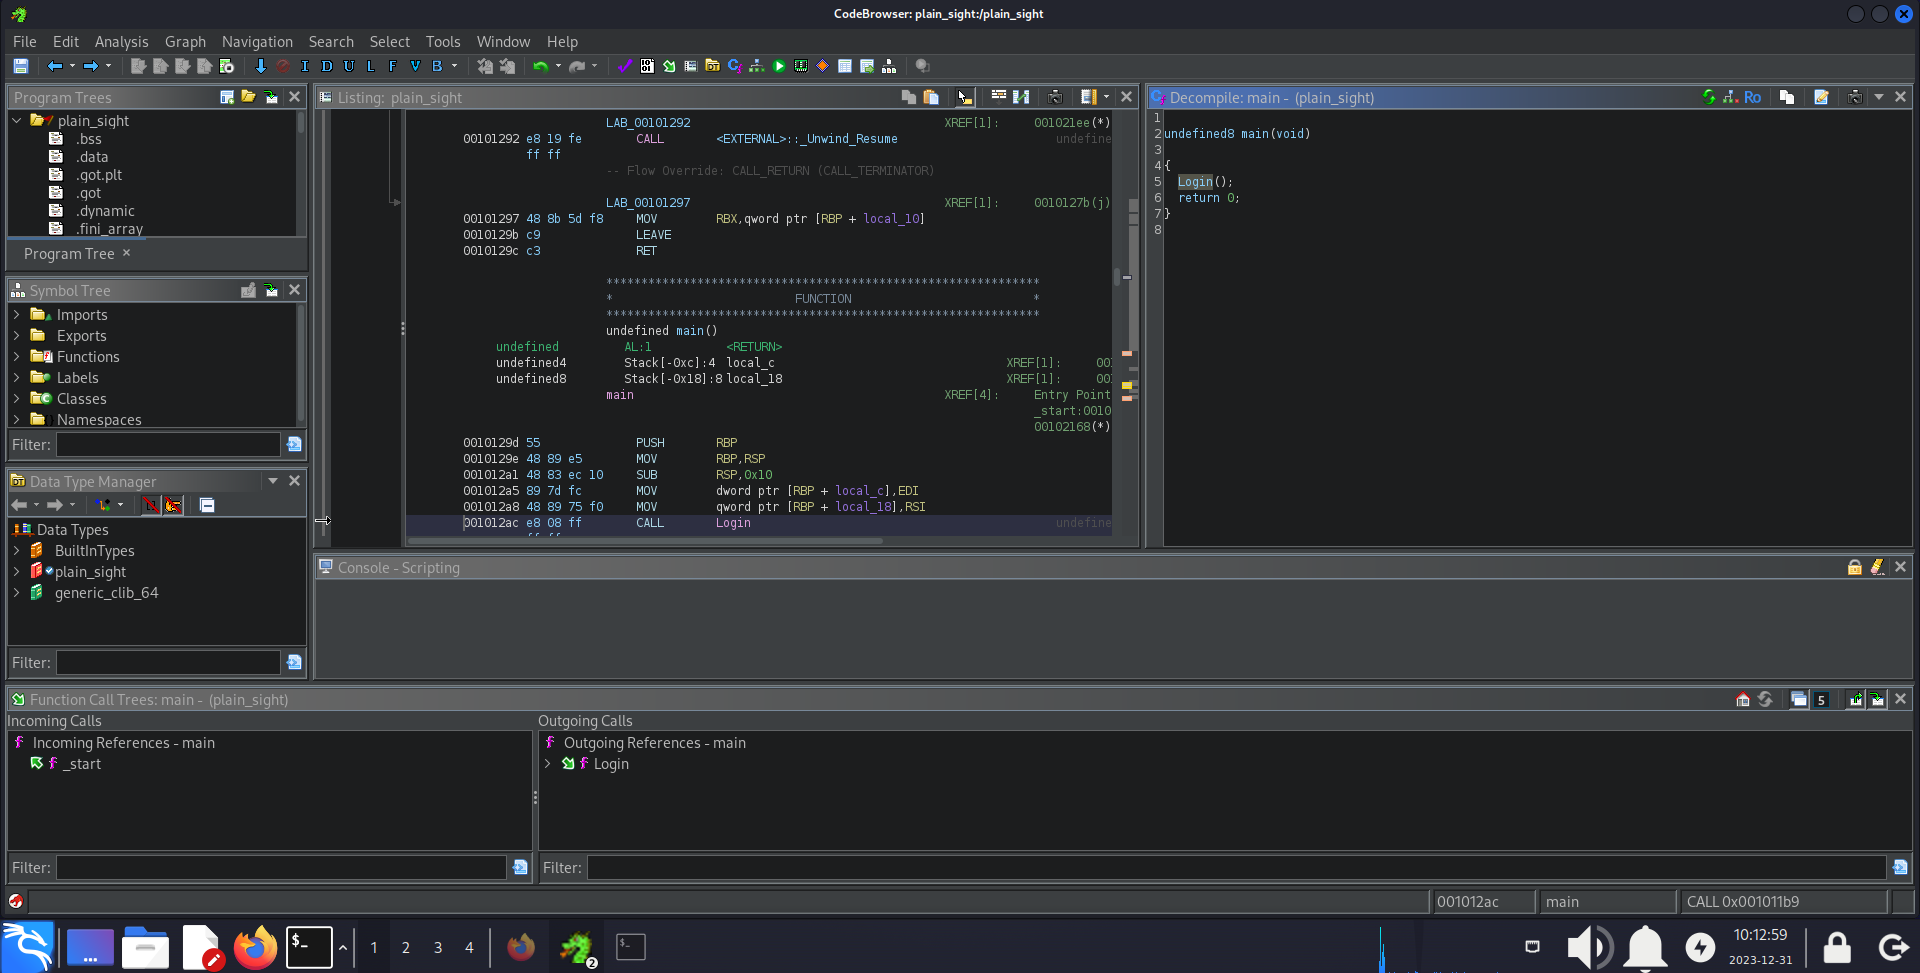 CodeBrowser: plain_sight:/plain_sight
File Edit Analysis Graph Navigation Search Select Tools Window Help
I D U L F V B
Program Trees
plain_sight
.bss
.data
.got.plt
.got
.dynamic
.fini_array
Program Tree ×
Symbol Tree
Imports
Exports
Functions
Labels
Classes
Namespaces
Filter:
Data Type Manager
Data Types
BuiltInTypes
plain_sight
generic_clib_64
Filter:
Listing: plain_sight
LAB_00101292 XREF[1]: 001021ee(*)
00101292 e8 19 fe CALL <EXTERNAL>::_Unwind_Resume undefine
ff ff
-- Flow Override: CALL_RETURN (CALL_TERMINATOR)
LAB_00101297 XREF[1]: 0010127b(j)
00101297 48 8b 5d f8 MOV RBX,qword ptr [RBP + local_10]
0010129b c9 LEAVE
0010129c c3 RET
*************************************************************
* FUNCTION *
*************************************************************
undefined main()
undefined AL:1 <RETURN>
undefined4 Stack[-0xc]:4 local_c XREF[1]: 00
undefined8 Stack[-0x18]:8 local_18 XREF[1]: 00
main XREF[4]: Entry Point
_start:0010
00102168(*)
0010129d 55 PUSH RBP
0010129e 48 89 e5 MOV RBP,RSP
001012a1 48 83 ec 10 SUB RSP,0x10
001012a5 89 7d fc MOV dword ptr [RBP + local_c],EDI
001012a8 48 89 75 f0 MOV qword ptr [RBP + local_18],RSI
001012ac e8 08 ff CALL Login undefine
Decompile: main - (plain_sight)
Ro
1
2 undefined8 main(void)
3
4 {
5 Login();
6 return 0;
7 }
8
Console - Scripting
Function Call Trees: main - (plain_sight)
5
Incoming Calls
Incoming References - main
_start
Filter:
Outgoing Calls
Outgoing References - main
Login
Filter:
001012ac main CALL 0x001011b9
$_ 1 2 3 4 2 $_
10:12:59
2023-12-31